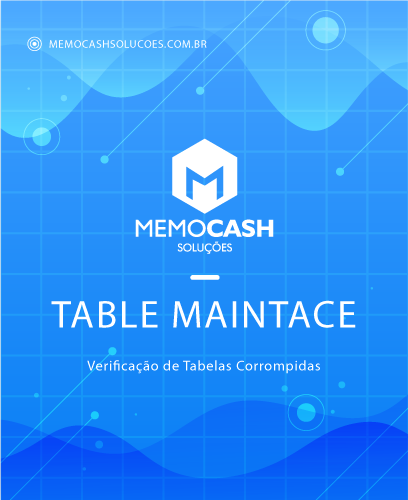 MEMOCASHSOLUCOES.COM.BR
MEMOCASH
SOLUÇÕES
TABLE MAINTACE
Verificação de Tabelas Corrompidas